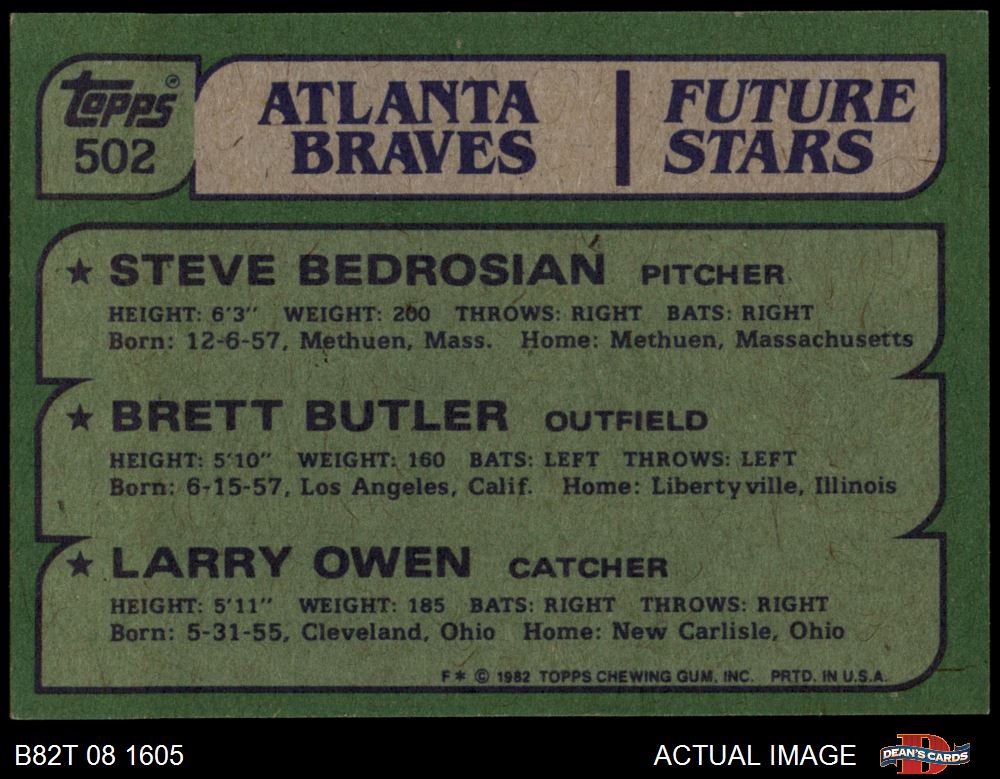 Topps®
502
ATLANTA BRAVES
FUTURE STARS
★ STEVE BEDROSIAN PITCHER
HEIGHT: 6'3" WEIGHT: 200 THROWS: RIGHT BATS: RIGHT
Born: 12-6-57, Methuen, Mass. Home: Methuen, Massachusetts
★ BRETT BUTLER OUTFIELD
HEIGHT: 5'10" WEIGHT: 160 BATS: LEFT THROWS: LEFT
Born: 6-15-57, Los Angeles, Calif. Home: Libertyville, Illinois
★ LARRY OWEN CATCHER
HEIGHT: 5'11" WEIGHT: 185 BATS: RIGHT THROWS: RIGHT
Born: 5-31-55, Cleveland, Ohio Home: New Carlisle, Ohio
F* © 1982 TOPPS CHEWING GUM, INC. PRTD. IN U.S.A.
B82T 08 1605
ACTUAL IMAGE
DEAN'S CARDS